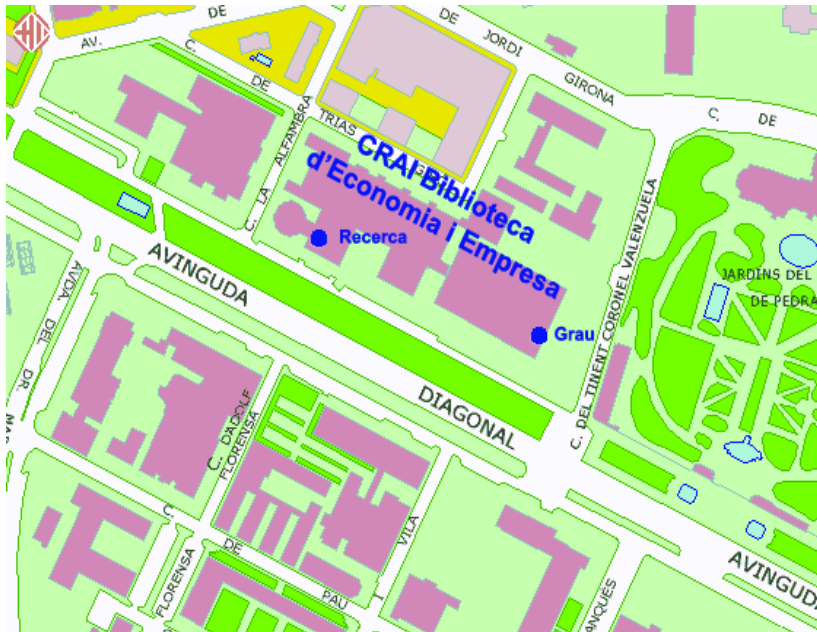 DE
DE
JORDI
GIRONA
C.
DE
AV.
C.
DE
C. LA ALFAMBRA
TRIAS
CRAI Biblioteca
d'Economia i Empresa
Recerca
Grau
C. DEL TINENT CORONEL VALENZUELA
JARDINS DEL
DE PEDRA
AVINGUDA
DIAGONAL
AVINGUDA
AVDA. DEL DR.
C. D'ADOLF
FLORENSA
C.
DE
PAU
I
VILA
FLORENSA